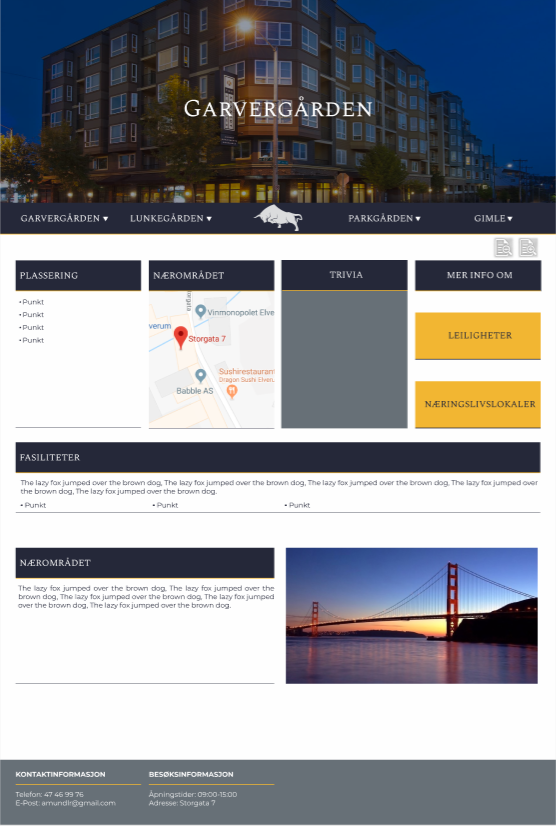 GARVERGÅRDEN
GARVERGÅRDEN ▼ LUNKEGÅRDEN ▼ PARKGÅRDEN ▼ GIMLE▼
PLASSERING
• Punkt
• Punkt
• Punkt
• Punkt
NÆROMRÅDET
orgata
Vinmonopolet Elve
verum
Storgata 7
Sushirestaurant
Dragon Sushi Elveru
Babble AS
TRIVIA
MER INFO OM
LEILIGHETER
NÆRINGSLIVSLOKALER
FASILITETER
The lazy fox jumped over the brown dog, The lazy fox jumped over the brown dog, The lazy fox jumped over the brown dog, The lazy fox jumped over
the brown dog, The lazy fox jumped over the brown dog.
• Punkt • Punkt • Punkt
NÆROMRÅDET
The lazy fox jumped over the brown dog, The lazy fox jumped over the
brown dog, The lazy fox jumped over the brown dog, The lazy fox jumped
over the brown dog, The lazy fox jumped over the brown dog.
KONTAKTINFORMASJON
Telefon: 47 46 99 76
E-Post: amundlr@gmail.com
BESØKSINFORMASJON
Åpningstider: 09:00-15:00
Adresse: Storgata 7